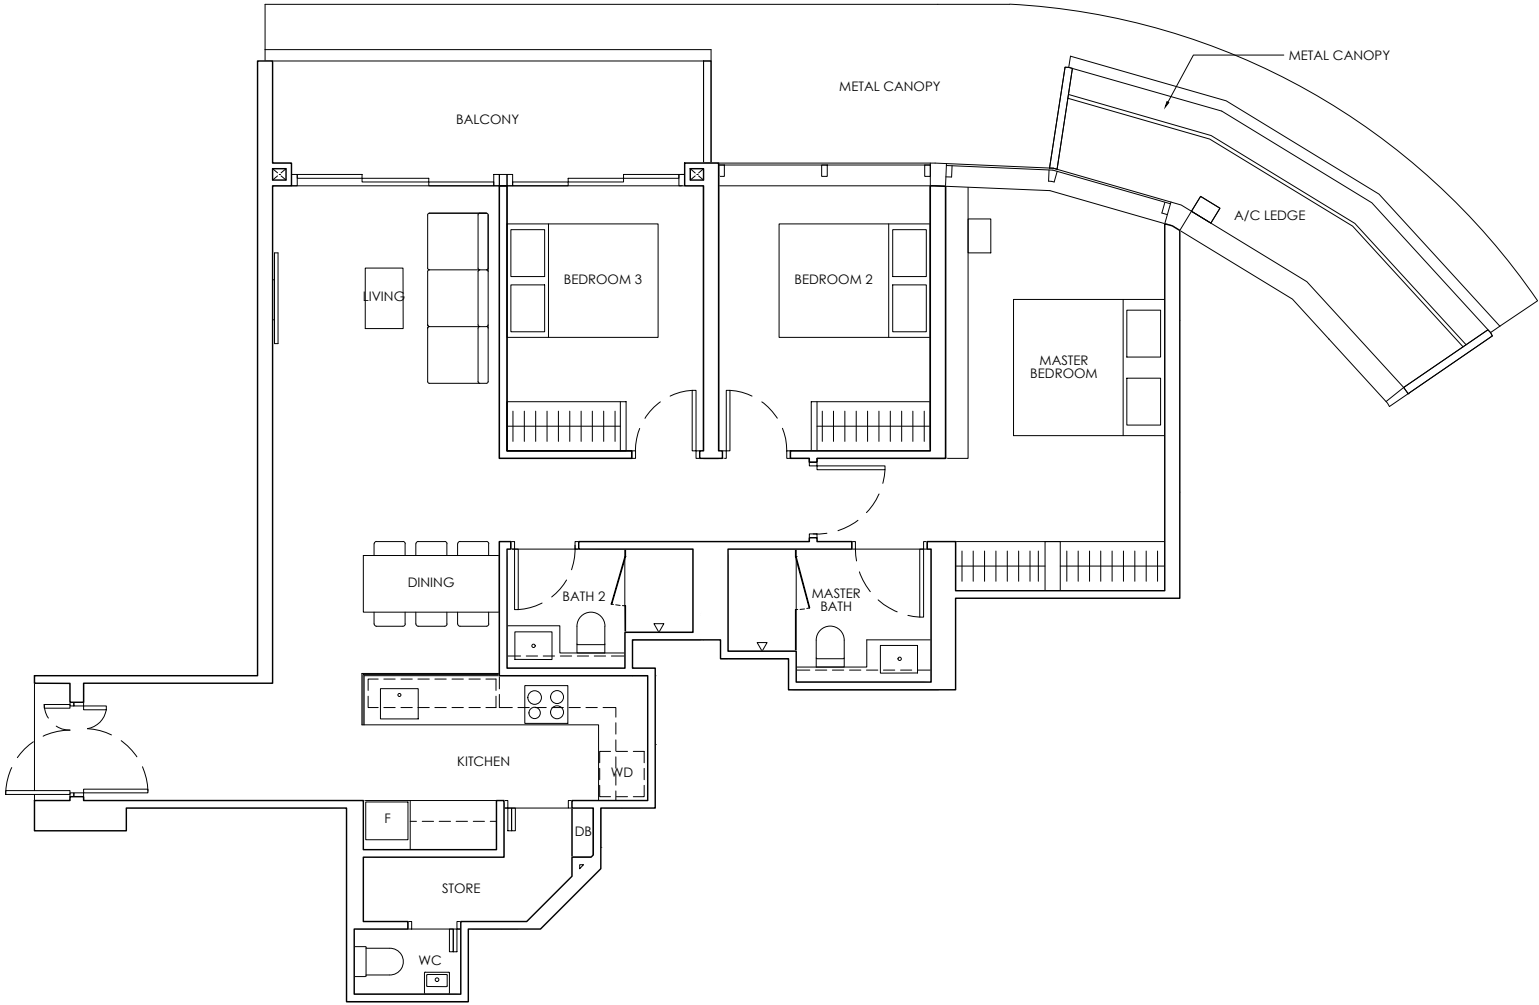 METAL CANOPY
METAL CANOPY
BALCONY
A/C LEDGE
BEDROOM 3
BEDROOM 2
LIVING
MASTER
BEDROOM
DINING
BATH 2
MASTER
BATH
KITCHEN
WD
F
DB
STORE
WC